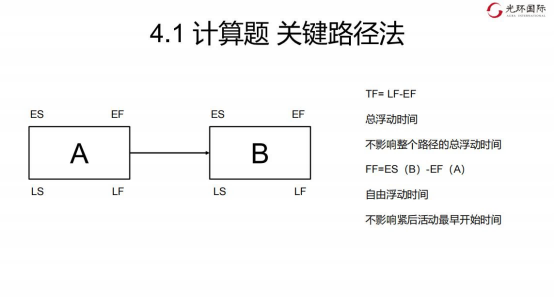 光环国际
AURA INTERNATIONAL
4.1 计算题 关键路径法
ES EF ES EF
A B
LS LF LS LF
TF= LF-EF
总浮动时间
不影响整个路径的总浮动时间
FF=ES（B）-EF（A）
自由浮动时间
不影响紧后活动最早开始时间